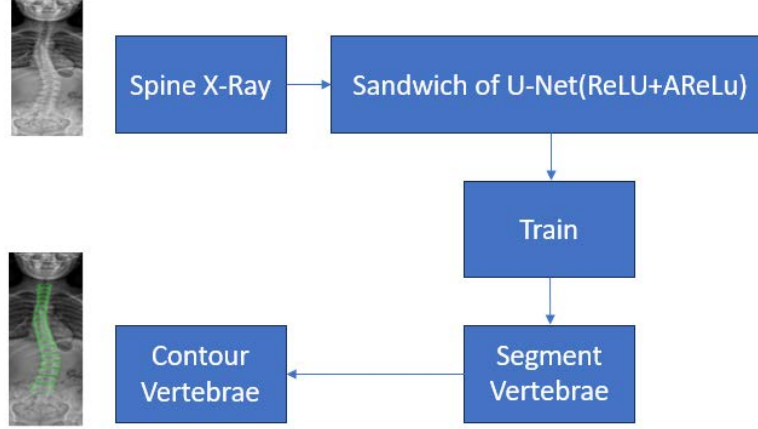 Spine X-Ray
Sandwich of U-Net(ReLU+AReLu)
Train
Segment
Vertebrae
Contour
Vertebrae